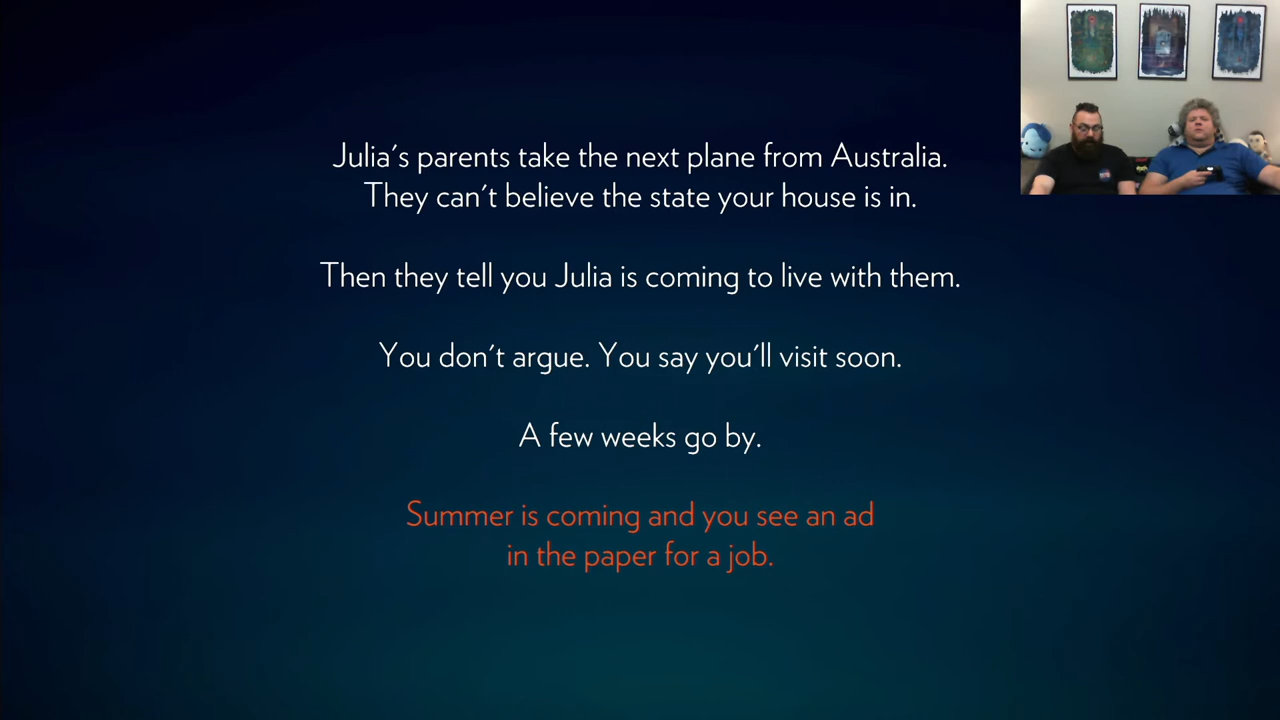 Julia's parents take the next plane from Australia.
They can't believe the state your house is in.
Then they tell you Julia is coming to live with them.
You don't argue. You say you'll visit soon.
A few weeks go by.
Summer is coming and you see an ad
in the paper for a job.